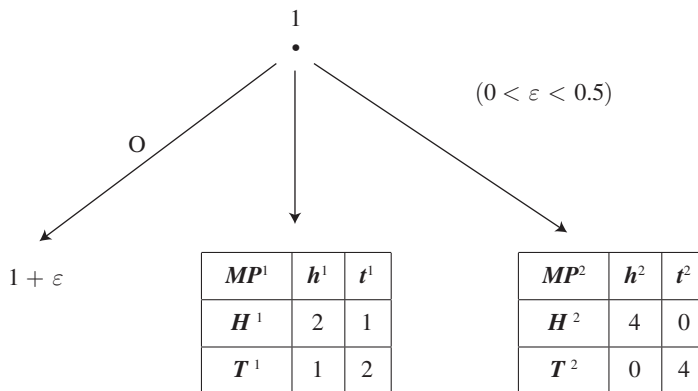 1
(0 < ε < 0.5)
O
1 + ε
MP¹ h¹ t¹
H¹ 2 1
T¹ 1 2
MP² h² t²
H² 4 0
T² 0 4